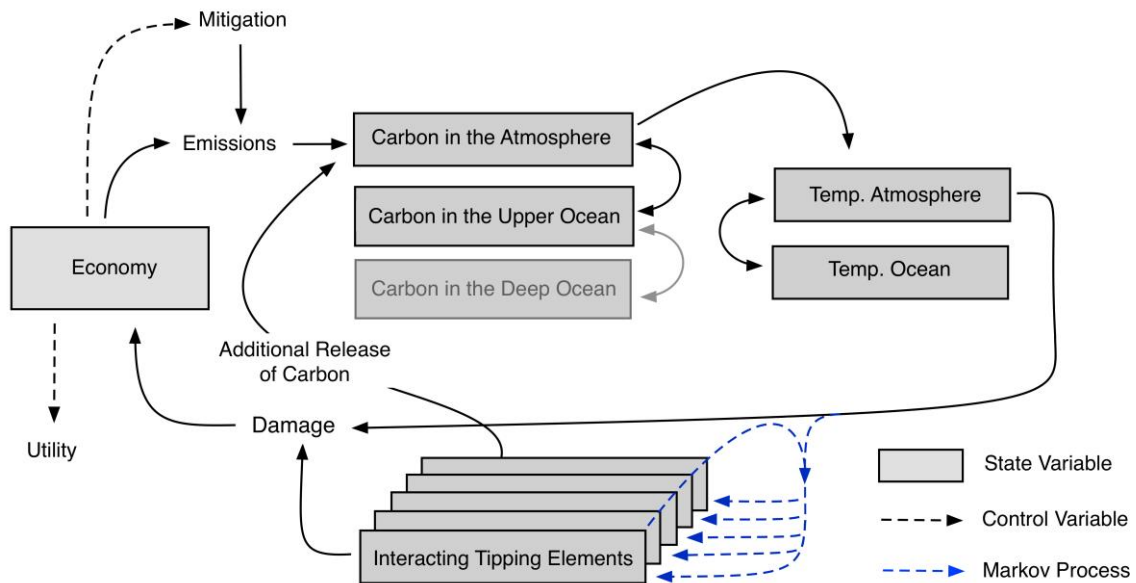 Mitigation
Emissions
Carbon in the Atmosphere
Carbon in the Upper Ocean
Carbon in the Deep Ocean
Temp. Atmosphere
Temp. Ocean
Economy
Additional Release
of Carbon
Damage
Utility
Interacting Tipping Elements
State Variable
Control Variable
Markov Process